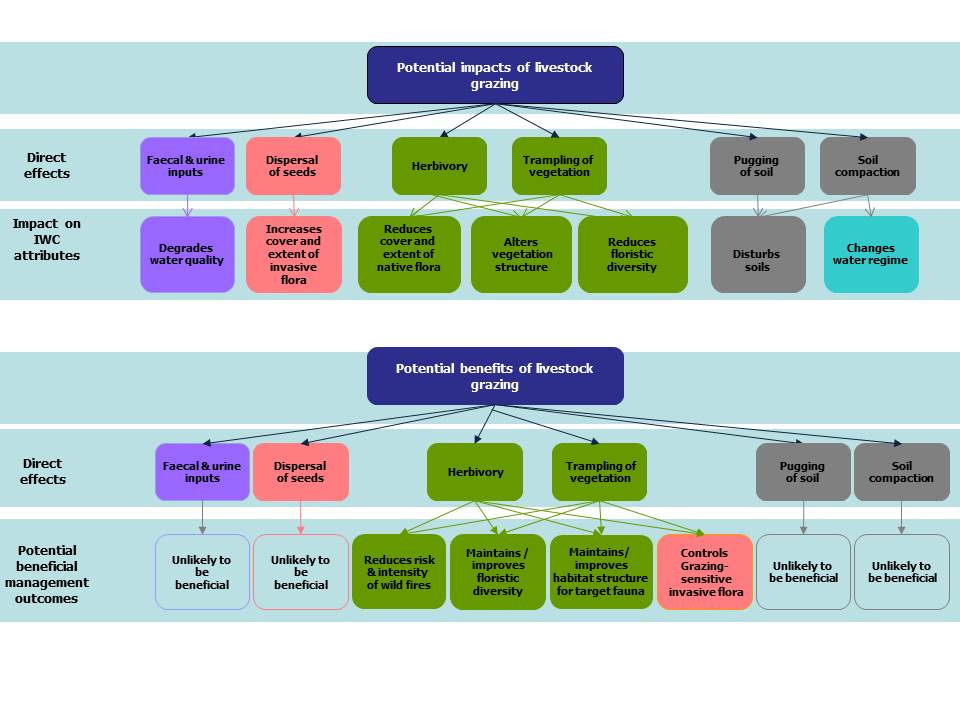 Potential impacts of livestock
grazing
Direct
effects
Faecal & urine
inputs
Dispersal
of seeds
Herbivory
Trampling of
vegetation
Pugging
of soil
Soil
compaction
Impact on
IWC
attributes
Degrades
water quality
Increases
cover and
extent of
invasive
flora
Reduces
cover and
extent of
native flora
Alters
vegetation
structure
Reduces
floristic
diversity
Disturbs
soils
Changes
water regime
Potential benefits of livestock
grazing
Direct
effects
Faecal & urine
inputs
Dispersal
of seeds
Herbivory
Trampling of
vegetation
Pugging
of soil
Soil
compaction
Potential
beneficial
management
outcomes
Unlikely to
be
beneficial
Unlikely to
be
beneficial
Reduces risk
& intensity
of wild fires
Maintains /
improves
floristic
diversity
Maintains/
improves
habitat structure
for target fauna
Controls
Grazing-
sensitive
invasive flora
Unlikely to
be beneficial
Unlikely to
be beneficial